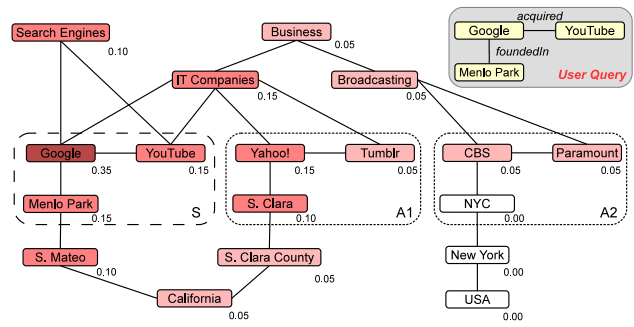 Search Engines
0.10
Business
0.05
acquired
Google
YouTube
foundedIn
Menlo Park
User Query
IT Companies
0.15
Broadcasting
0.05
Google
0.35
YouTube
0.15
Yahoo!
0.15
Tumblr
0.05
CBS
0.05
Paramount
0.05
Menlo Park
0.15
S
S. Clara
0.10
A1
NYC
0.00
A2
S. Mateo
0.10
S. Clara County
0.05
New York
0.00
California
0.05
USA
0.00